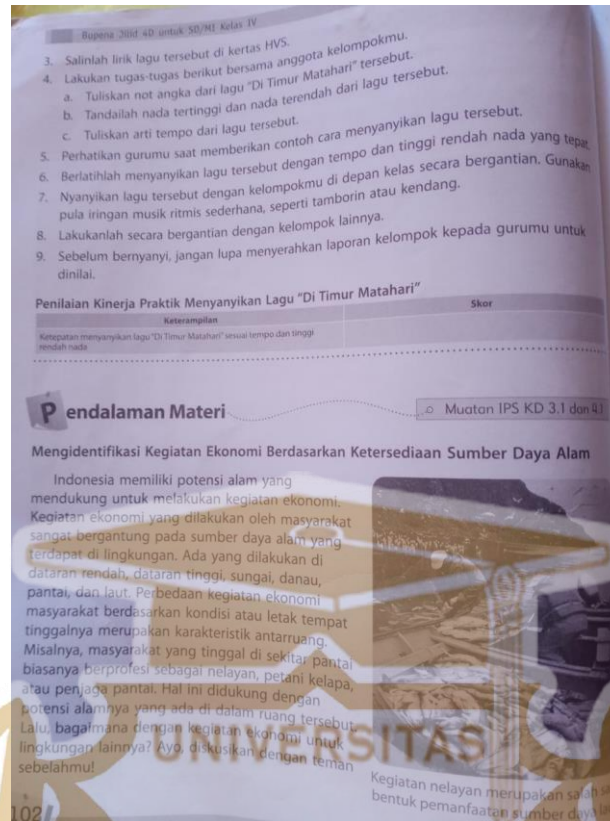 Bupena Jilid 4D untuk SD/MI Kelas IV
3. Salinlah lirik lagu tersebut di kertas HVS.
4. Lakukan tugas-tugas berikut bersama anggota kelompokmu.
a. Tuliskan not angka dari lagu "Di Timur Matahari" tersebut.
b. Tandailah nada tertinggi dan nada terendah dari lagu tersebut.
c. Tuliskan arti tempo dari lagu tersebut.
5. Perhatikan gurumu saat memberikan contoh cara menyanyikan lagu tersebut.
6. Berlatihlah menyanyikan lagu tersebut dengan tempo dan tinggi rendah nada yang tepat.
7. Nyanyikan lagu tersebut dengan kelompokmu di depan kelas secara bergantian. Gunakan
pula iringan musik ritmis sederhana, seperti tamborin atau kendang.
8. Lakukanlah secara bergantian dengan kelompok lainnya.
9. Sebelum bernyanyi, jangan lupa menyerahkan laporan kelompok kepada gurumu untuk
dinilai.
Penilaian Kinerja Praktik Menyanyikan Lagu "Di Timur Matahari"
Keterampilan
Skor
Ketepatan menyanyikan lagu "Di Timur Matahari" sesuai tempo dan tinggi
rendah nada
Pendalaman Materi
Muatan IPS KD 3.1 dan 4.1
Mengidentifikasi Kegiatan Ekonomi Berdasarkan Ketersediaan Sumber Daya Alam
Indonesia memiliki potensi alam yang
mendukung untuk melakukan kegiatan ekonomi.
Kegiatan ekonomi yang dilakukan oleh masyarakat
sangat bergantung pada sumber daya alam yang
terdapat di lingkungan. Ada yang dilakukan di
dataran rendah, dataran tinggi, sungai, danau,
pantai, dan laut. Perbedaan kegiatan ekonomi
masyarakat berdasarkan kondisi atau letak tempat
tinggalnya merupakan karakteristik antarruang.
Misalnya, masyarakat yang tinggal di sekitar pantai
biasanya berprofesi sebagai nelayan, petani kelapa,
atau penjaga pantai. Hal ini didukung dengan
potensi alamnya yang ada di dalam ruang tersebut.
Lalu, bagaimana dengan kegiatan ekonomi untuk
lingkungan lainnya? Ayo, diskusikan dengan teman
sebelahmu!
Kegiatan nelayan merupakan salah
bentuk pemanfaatan sumber daya
102
UNIVERSITAS